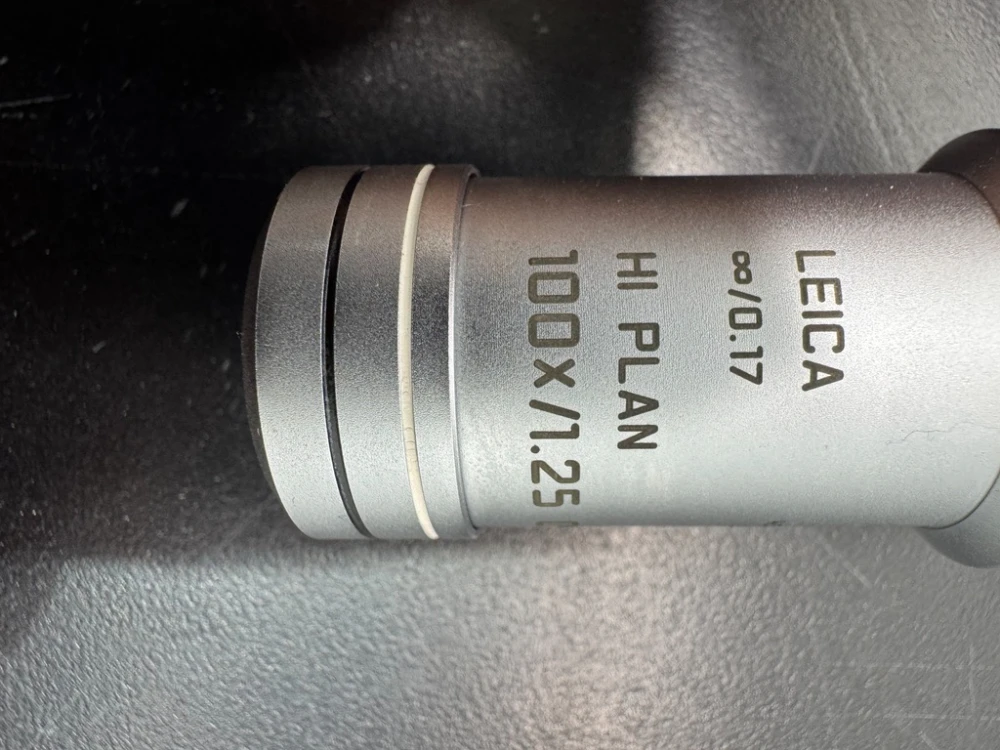 HI PLAN
100x/1.25
∞/0.17
LEICA